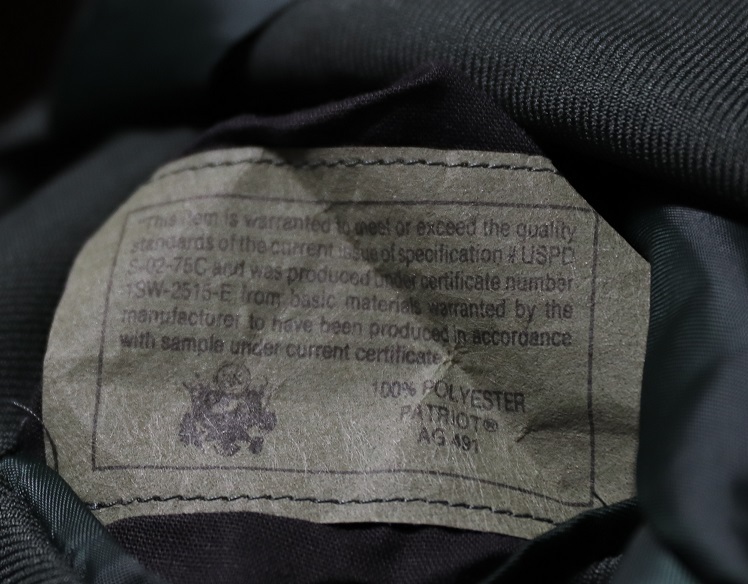 "This item is warranted to meet or exceed the quality
standards of the current issue of specification # USPD
S-02-75C and was produced under certificate number
TSW-2515-E from basic materials warranted by the
manufacturer to have been produced in accordance
with sample under current certificate."
100% POLYESTER
PATRIOT®
AG 491